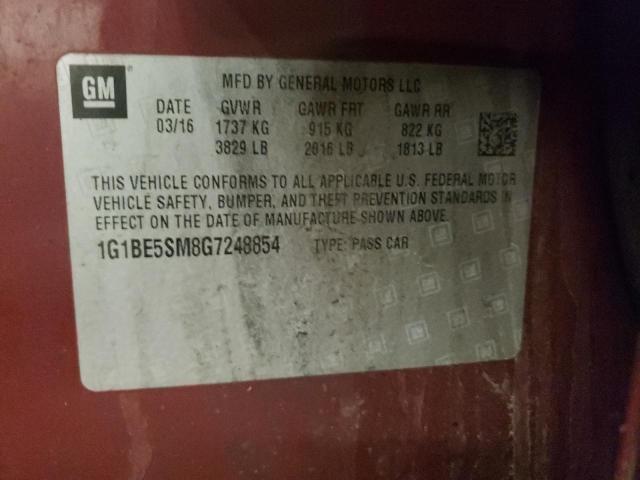 GM
MFD BY GENERAL MOTORS LLC
DATE GVWR GAWR FRT GAWR RR
03/16 1737 KG 915 KG 822 KG
3829 LB 2016 LB 1813 LB
THIS VEHICLE CONFORMS TO ALL APPLICABLE U.S. FEDERAL MOTOR
VEHICLE SAFETY, BUMPER, AND THEFT PREVENTION STANDARDS IN
EFFECT ON THE DATE OF MANUFACTURE SHOWN ABOVE.
1G1BE5SM8G7248854 TYPE: PASS CAR